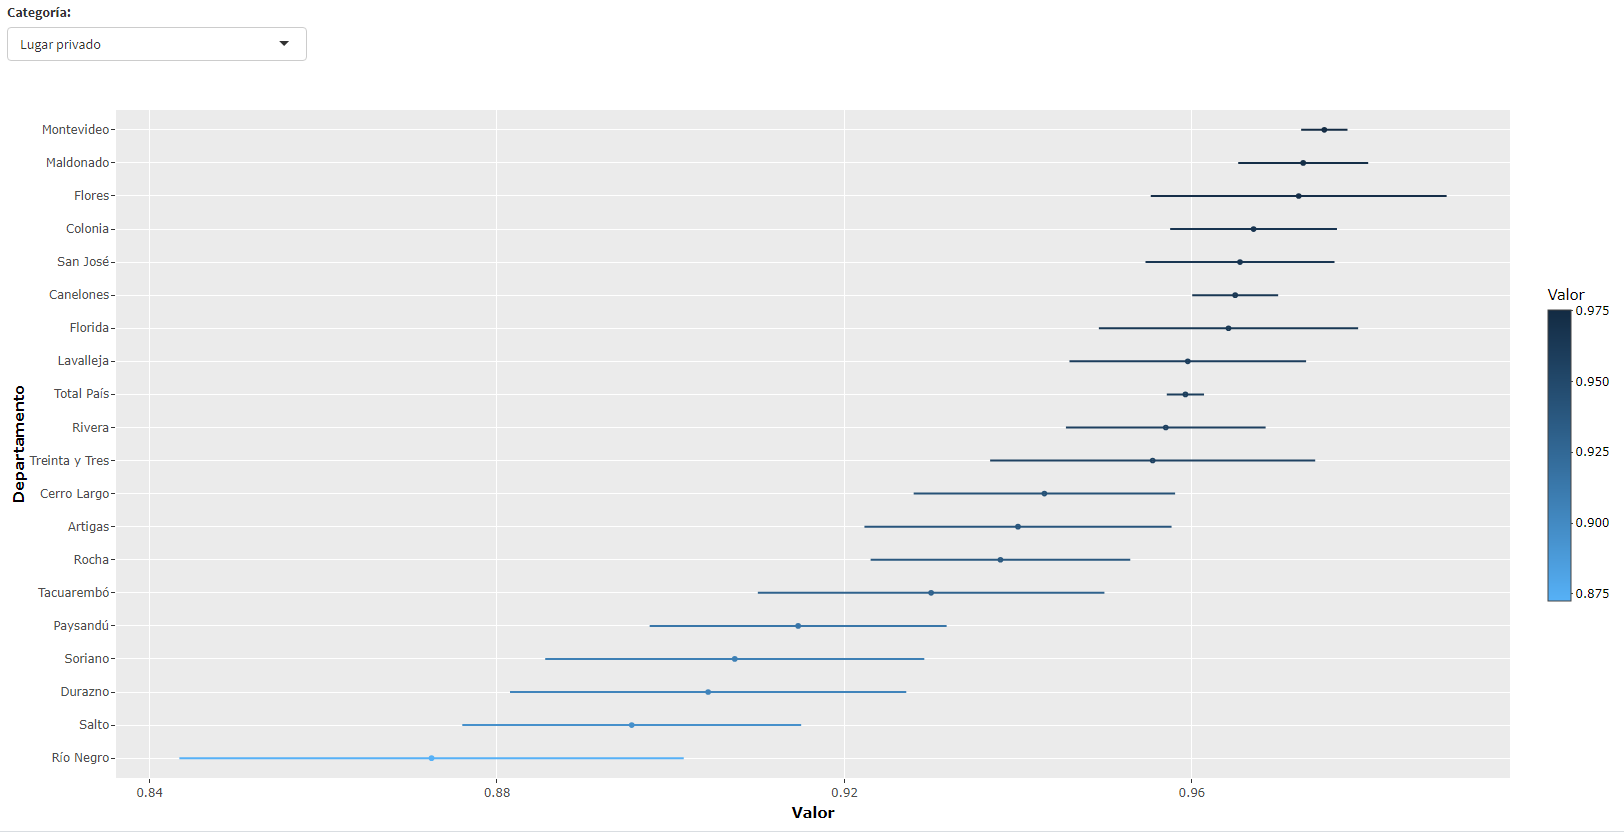 Categoría:
Lugar privado
Montevideo
Maldonado
Flores
Colonia
San José
Canelones
Florida
Lavalleja
Total País
Rivera
Treinta y Tres
Cerro Largo
Artigas
Rocha
Tacuarembó
Paysandú
Soriano
Durazno
Salto
Río Negro
Departamento
0.84
0.88
0.92
0.96
Valor
Valor
0.975
0.950
0.925
0.900
0.875